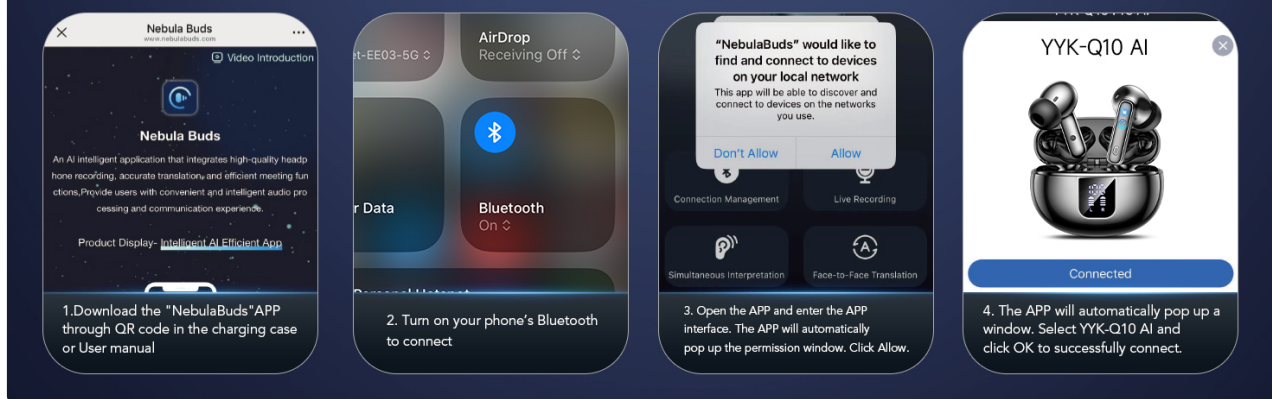 Nebula Buds
www.nebulabuds.com
Video Introduction
Nebula Buds
An AI intelligent application that integrates high-quality headp
hone recording, accurate translation, and efficient meeting fun
ctions,Provide users with convenient and intelligent audio pro
cessing and communication experience.
Product Display- Intelligent AI Efficient App
1.Download the "NebulaBuds"APP
through QR code in the charging case
or User manual
AirDrop
Receiving Off
-EE03-5G
Data
Bluetooth
On
2. Turn on your phone's Bluetooth
to connect
“NebulaBuds” would like to
find and connect to devices
on your local network
This app will be able to discover and
connect to devices on the networks
you use.
Don't Allow
Allow
Connection Management
Live Recording
Simultaneous Interpretation
Face-to-Face Translation
3. Open the APP and enter the APP
interface. The APP will automatically
pop up the permission window. Click Allow.
YYK-Q10 AI
Connected
4. The APP will automatically pop up a
window. Select YYK-Q10 AI and
click OK to successfully connect.